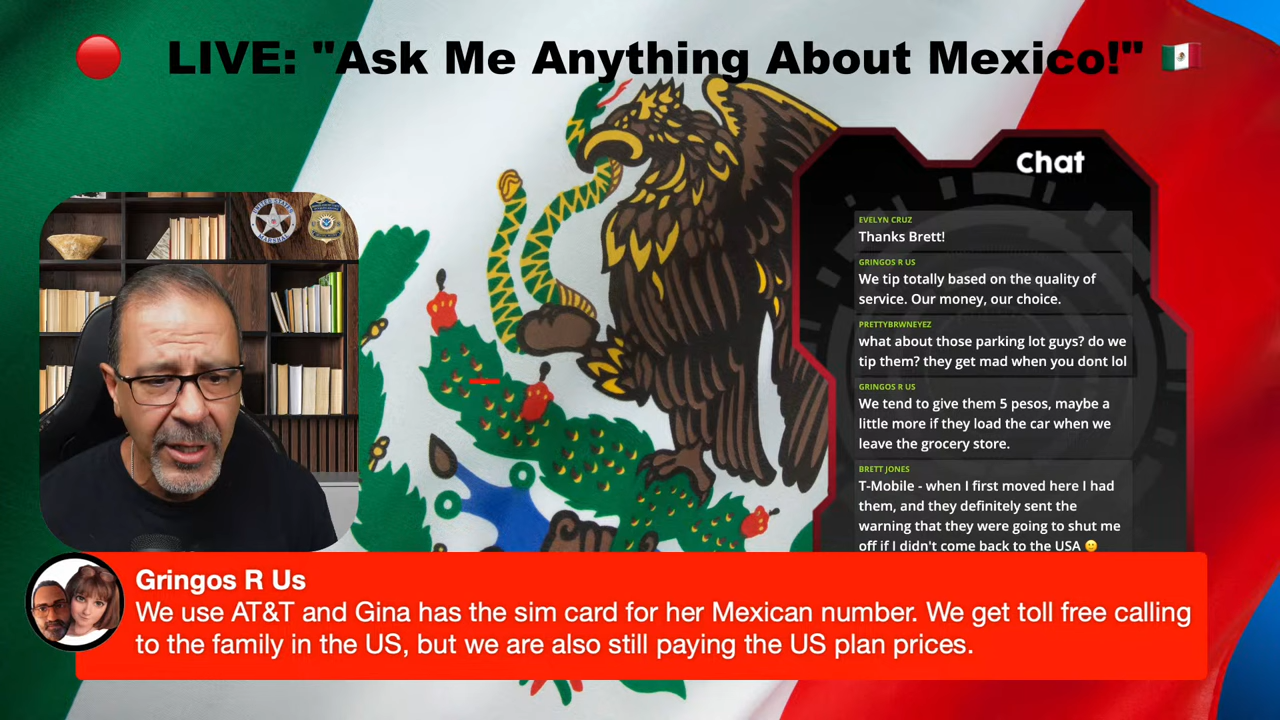 LIVE: "Ask Me Anything About Mexico!"
Chat
EVELYN CRUZ
Thanks Brett!
GRINGOS R US
We tip totally based on the quality of
service. Our money, our choice.
PRETTYBRWNEYEZ
what about those parking lot guys? do we
tip them? they get mad when you dont lol
GRINGOS R US
We tend to give them 5 pesos, maybe a
little more if they load the car when we
leave the grocery store.
BRETT JONES
T-Mobile - when I first moved here I had
them, and they definitely sent the
warning that they were going to shut me
off if I didn't come back to the USA 🙂
UNITED STATES
MARSHAL
Gringos R Us
We use AT&T and Gina has the sim card for her Mexican number. We get toll free calling
to the family in the US, but we are also still paying the US plan prices.